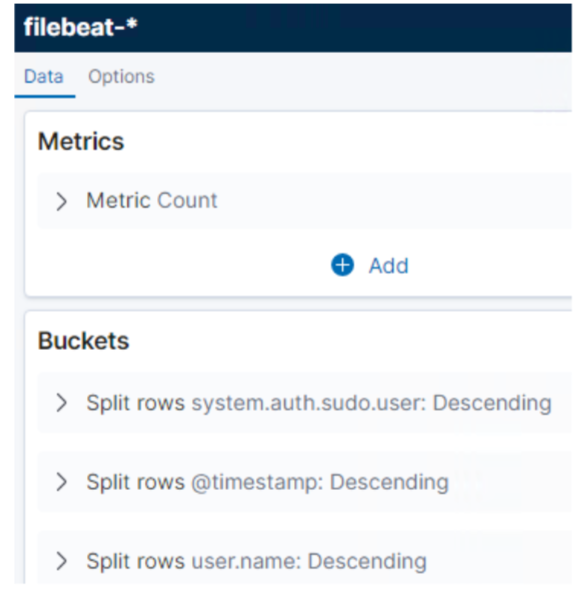 filebeat-*
Data Options
Metrics
Metric Count
Add
Buckets
Split rows system.auth.sudo.user: Descending
Split rows @timestamp: Descending
Split rows user.name: Descending